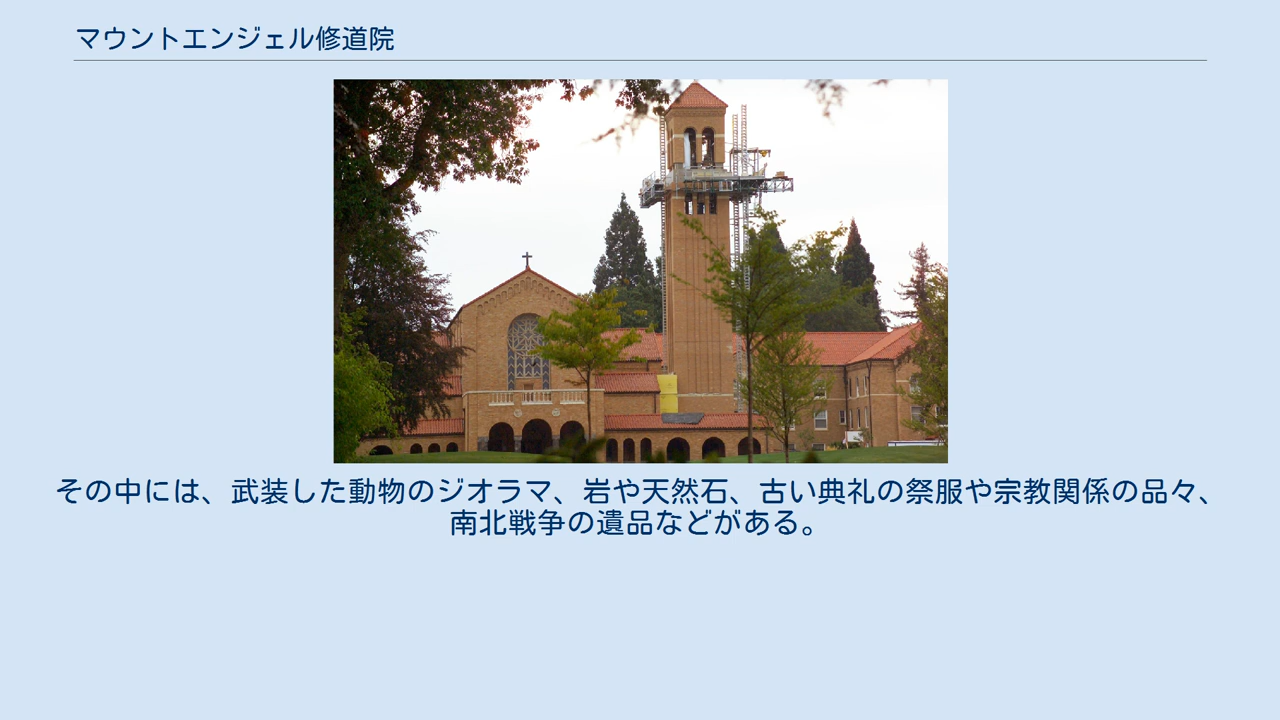 マウントエンジェル修道院
その中には、武装した動物のジオラマ、岩や天然石、古い典礼の祭服や宗教関係の品々、
南北戦争の遺品などがある。